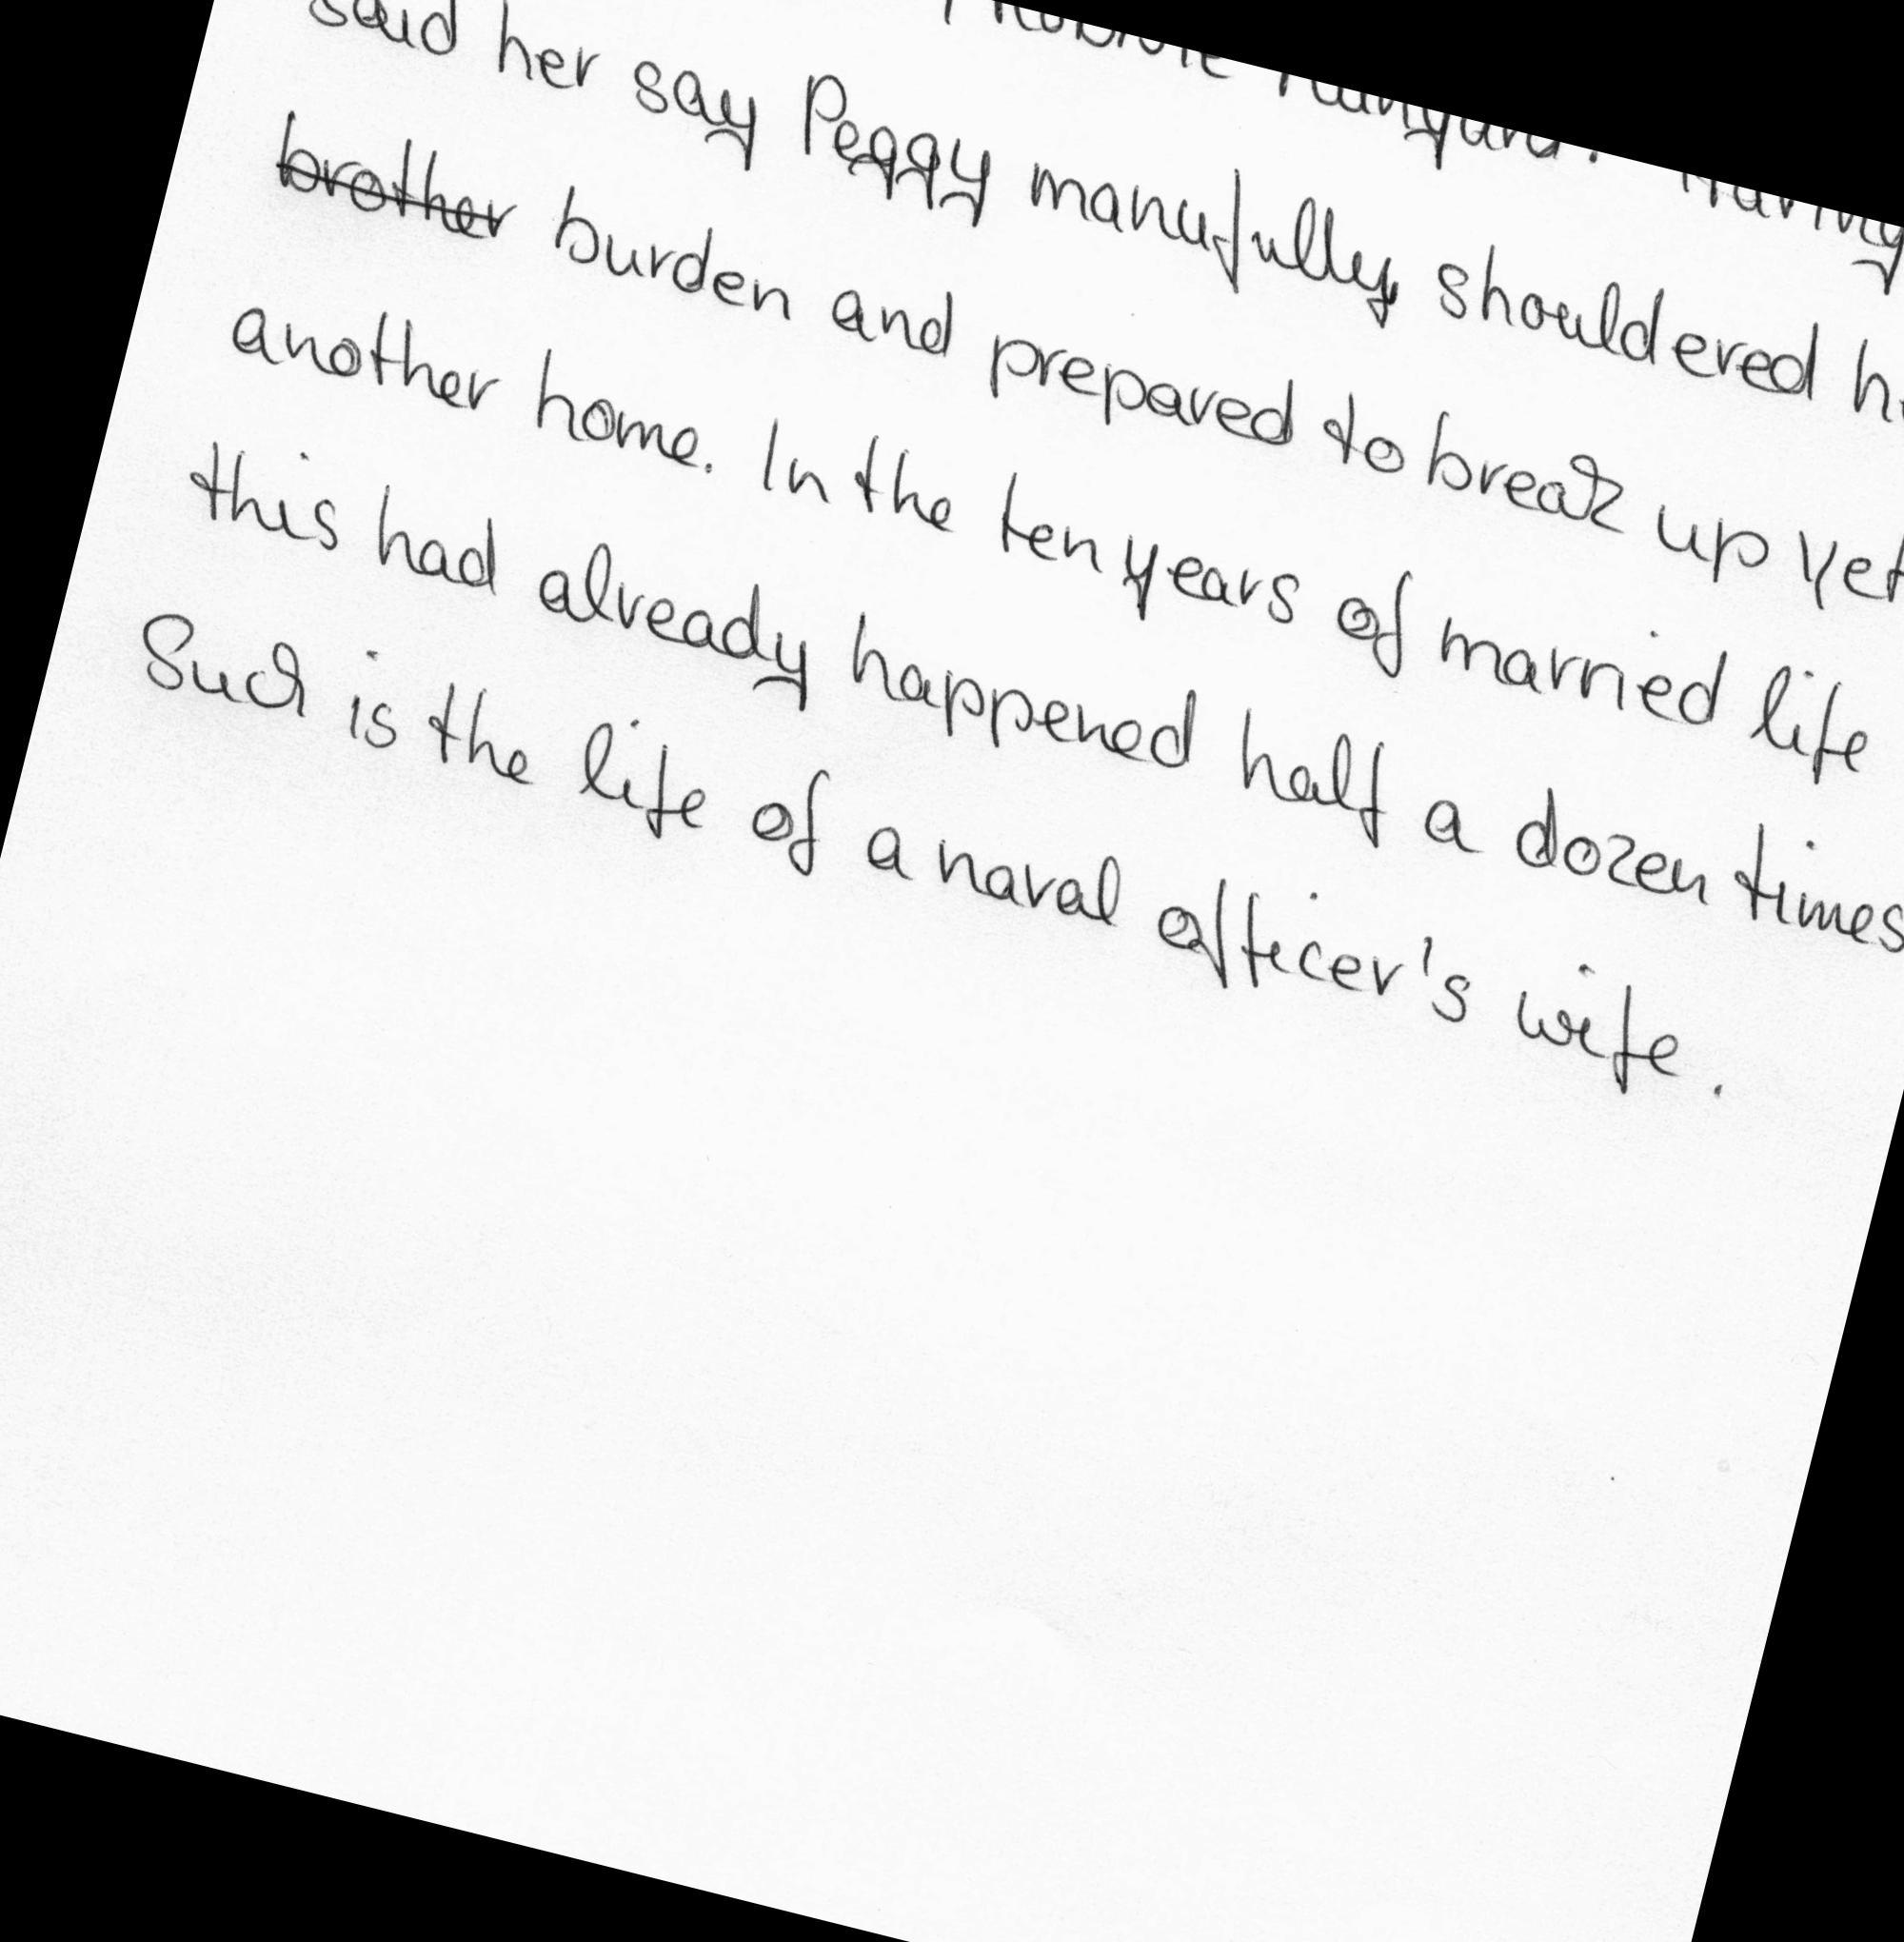 Having
said her say Peggy manufully shouldered
brother burden and prepared to break up yet
another home. In the ten years of married life
this had already happened half a dozen times
Such is the life of a naval officer's wife.